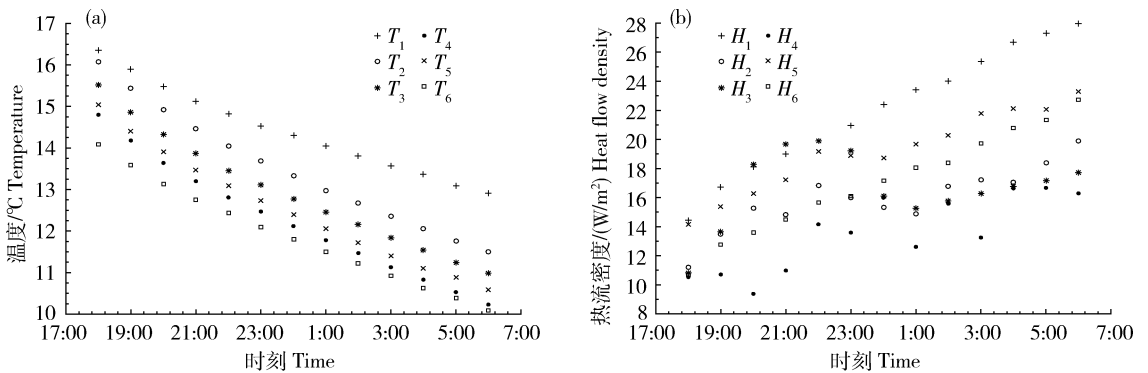 (a)
17
16
15
14
13
12
11
10
温度/℃ Temperature
T1 T4
T2 T5
T3 T6
17:00 19:00 21:00 23:00 1:00 3:00 5:00 7:00
时刻 Time
(b)
28
26
24
22
20
18
16
14
12
10
8
热流密度/(W/m²) Heat flow density
H1 H4
H2 H5
H3 H6
17:00 19:00 21:00 23:00 1:00 3:00 5:00 7:00
时刻 Time